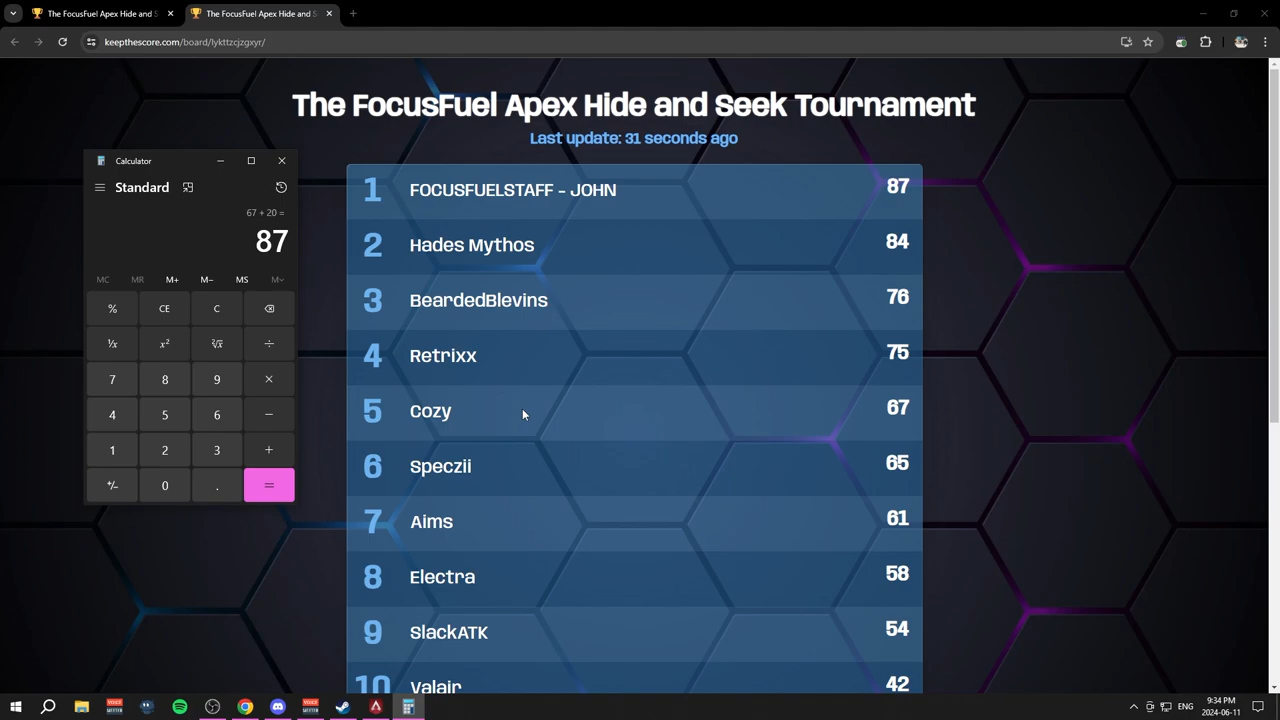 The FocusFuel Apex Hide and S
The FocusFuel Apex Hide and S
keepthescore.com/board/lykttzcjzgxyr/
The FocusFuel Apex Hide and Seek Tournament
Last update: 31 seconds ago
Calculator
Standard
67 + 20 =
87
MC MR M+ M− MS M˅
% CE C
¹/x x² ²√x ÷
7 8 9 ×
4 5 6 −
1 2 3 +
+/− 0 . =
1 FOCUSFUELSTAFF - JOHN 87
2 Hades Mythos 84
3 BeardedBlevins 76
4 Retrixx 75
5 Cozy 67
6 Speczii 65
7 Aims 61
8 Electra 58
9 SlackATK 54
10 Valair 42
VOICE MEETER
VOICE MEETER
ENG
9:34 PM
2024-06-11